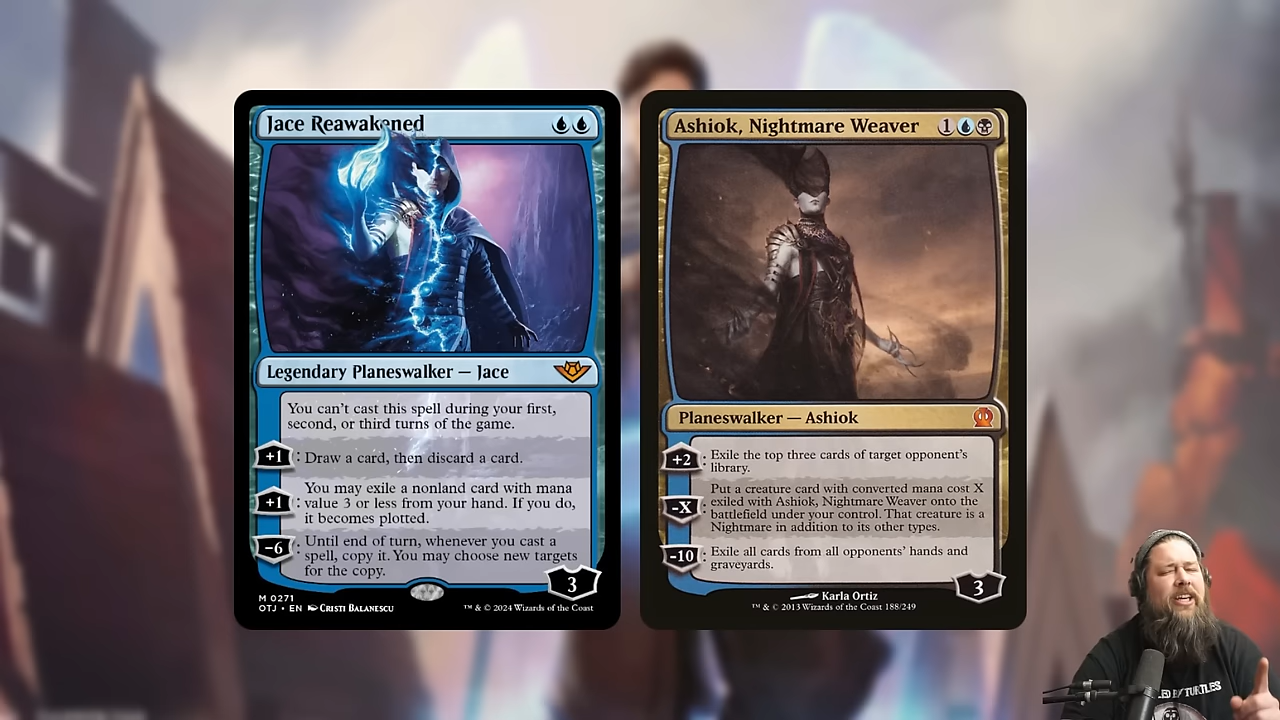 Jace Reawakened
Legendary Planeswalker — Jace
You can't cast this spell during your first,
second, or third turns of the game.
+1: Draw a card, then discard a card.
+1: You may exile a nonland card with mana
value 3 or less from your hand. If you do,
it becomes plotted.
−6: Until end of turn, whenever you cast a
spell, copy it. You may choose new targets
for the copy.
3
M 0271
OTJ • EN Cristi Balanescu
™ & © 2024 Wizards of the Coast
Ashiok, Nightmare Weaver 1
Planeswalker — Ashiok
+2: Exile the top three cards of target opponent's
library.
-X: Put a creature card with converted mana cost X
exiled with Ashiok, Nightmare Weaver onto the
battlefield under your control. That creature is a
Nightmare in addition to its other types.
-10: Exile all cards from all opponents' hands and
graveyards.
3
Karla Ortiz
™ & © 2013 Wizards of the Coast 188/249
TURTLES